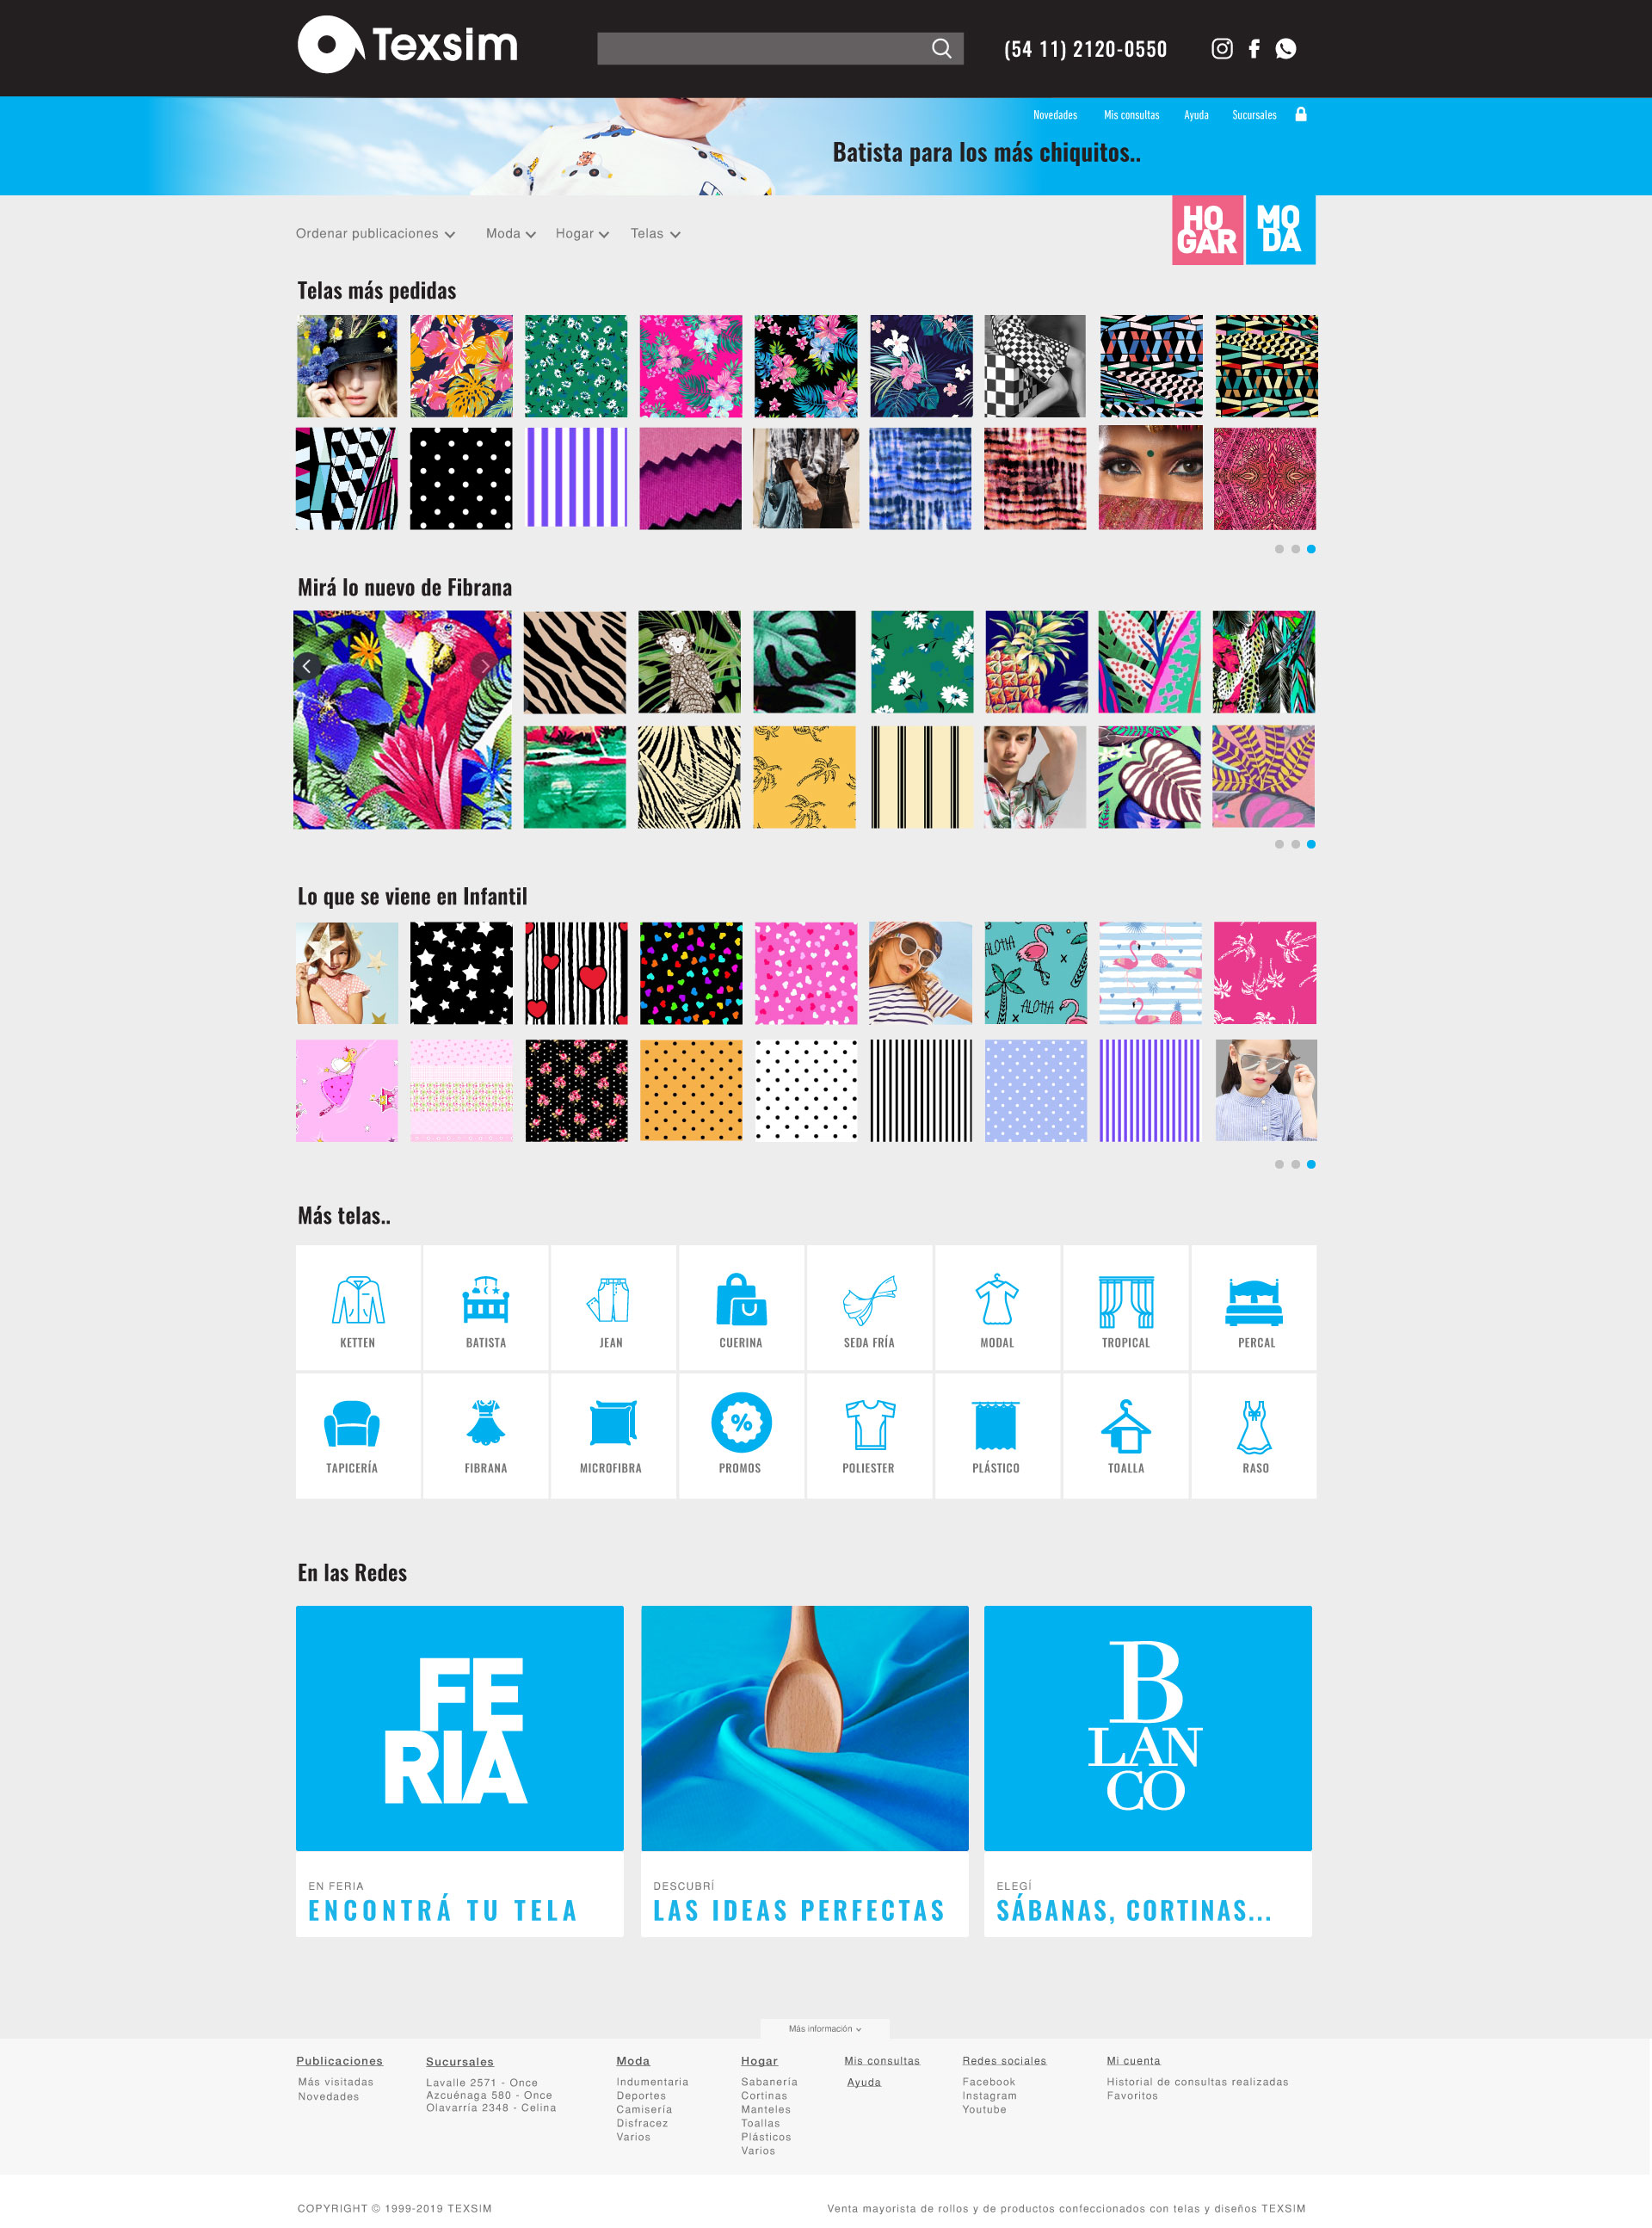 Texsim
(54 11) 2120-0550
Novedades Mis consultas Ayuda Sucursales
Batista para los más chiquitos..
Ordenar publicaciones Moda Hogar Telas
HO
GAR
MO
DA
Telas más pedidas
Mirá lo nuevo de Fibrana
Lo que se viene en Infantil
ALOHA
ALOHA
Más telas..
KETTEN BATISTA JEAN CUERINA SEDA FRÍA MODAL TROPICAL PERCAL
%
TAPICERÍA FIBRANA MICROFIBRA PROMOS POLIESTER PLÁSTICO TOALLA RASO
En las Redes
FE
RIA
B
LAN
CO
EN FERIA
ENCONTRÁ TU TELA
DESCUBRÍ
LAS IDEAS PERFECTAS
ELEGÍ
SÁBANAS, CORTINAS...
Más información
Publicaciones
Más visitadas
Novedades
Sucursales
Lavalle 2571 - Once
Azcuénaga 580 - Once
Olavarría 2348 - Celina
Moda
Indumentaria
Deportes
Camisería
Disfracez
Varios
Hogar
Sabanería
Cortinas
Manteles
Toallas
Plásticos
Varios
Mis consultas
Ayuda
Redes sociales
Facebook
Instagram
Youtube
Mi cuenta
Historial de consultas realizadas
Favoritos
COPYRIGHT © 1999-2019 TEXSIM
Venta mayorista de rollos y de productos confeccionados con telas y diseños TEXSIM